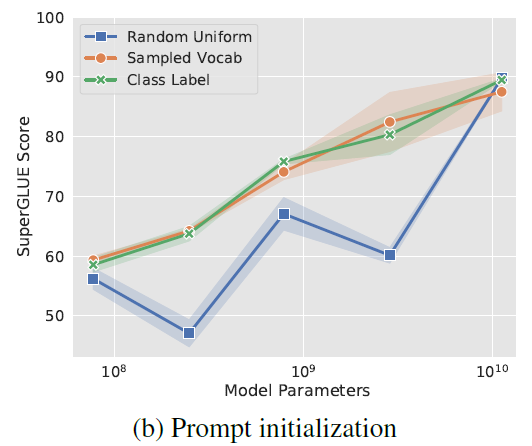 100
90
80
70
60
50
SuperGLUE Score
Random Uniform
Sampled Vocab
Class Label
10⁸
10⁹
10¹⁰
Model Parameters
(b) Prompt initialization